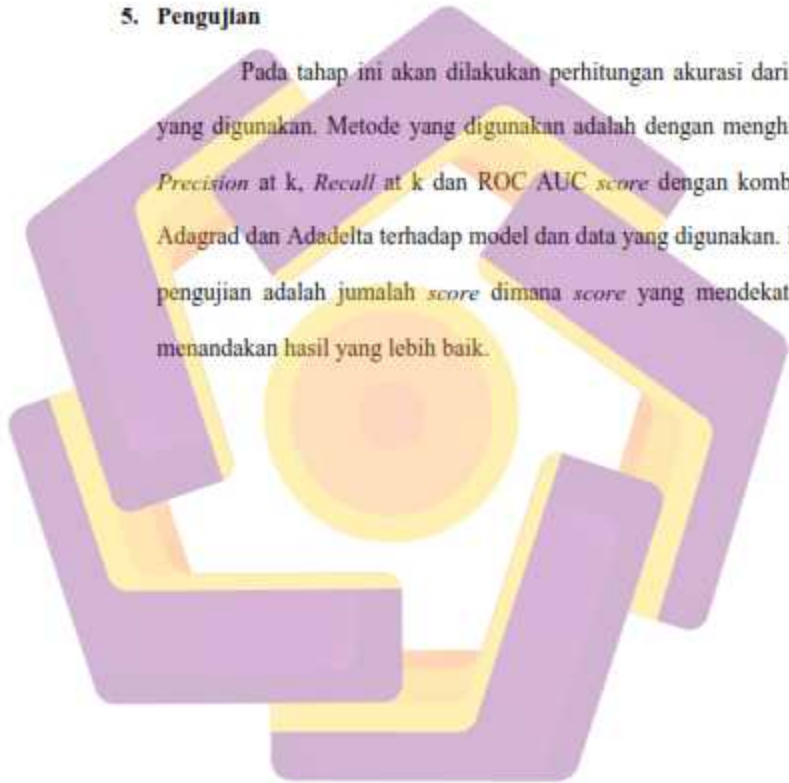 5. Pengujian
Pada tahap ini akan dilakukan perhitungan akurasi dari
yang digunakan. Metode yang digunakan adalah dengan mengh
Precision at k, Recall at k dan ROC AUC score dengan komb
Adagrad dan Adadelta terhadap model dan data yang digunakan.
pengujian adalah jumalah score dimana score yang mendekat
menandakan hasil yang lebih baik.